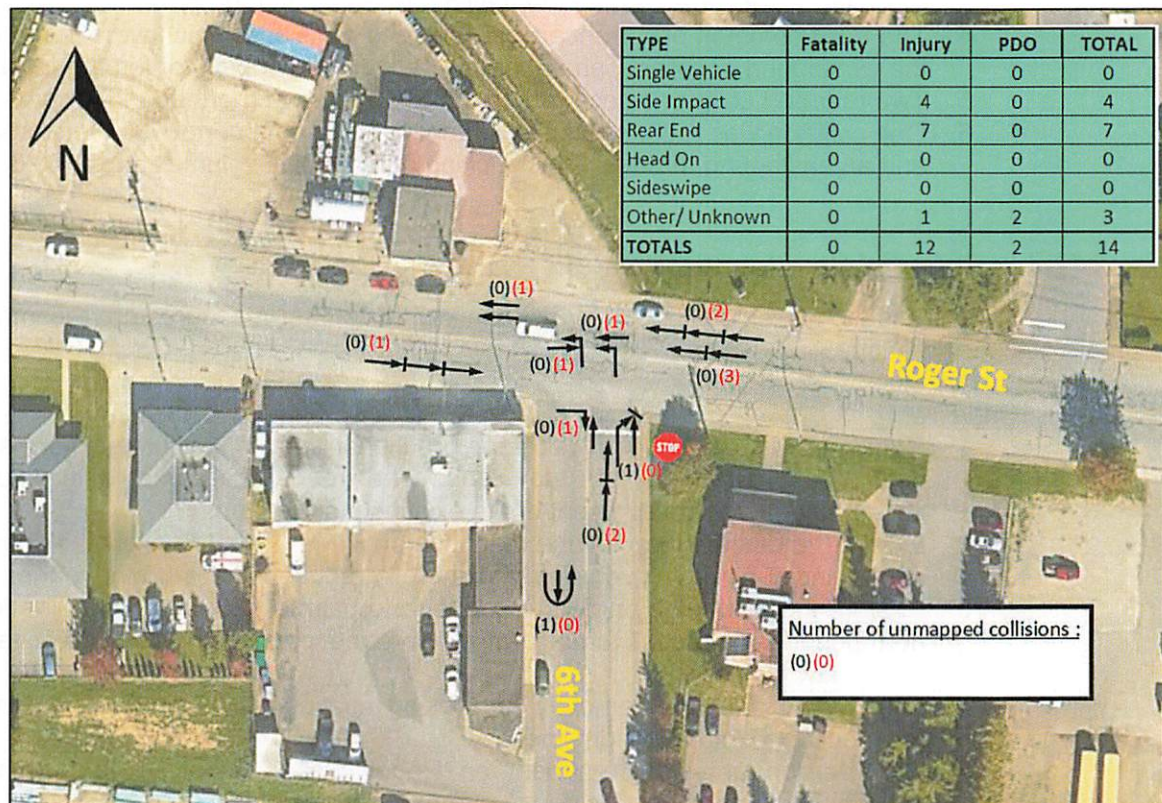 TYPE Fatality Injury PDO TOTAL
Single Vehicle 0 0 0 0
Side Impact 0 4 0 4
Rear End 0 7 0 7
Head On 0 0 0 0
Sideswipe 0 0 0 0
Other/ Unknown 0 1 2 3
TOTALS 0 12 2 14
N
(0)(1)
(0)(1)
(0)(2)
(0)(1)
(0)(1)
(0)(3)
Roger St
(0)(1)
STOP
(1)(0)
(0)(2)
(1)(0)
6th Ave
Number of unmapped collisions :
(0)(0)